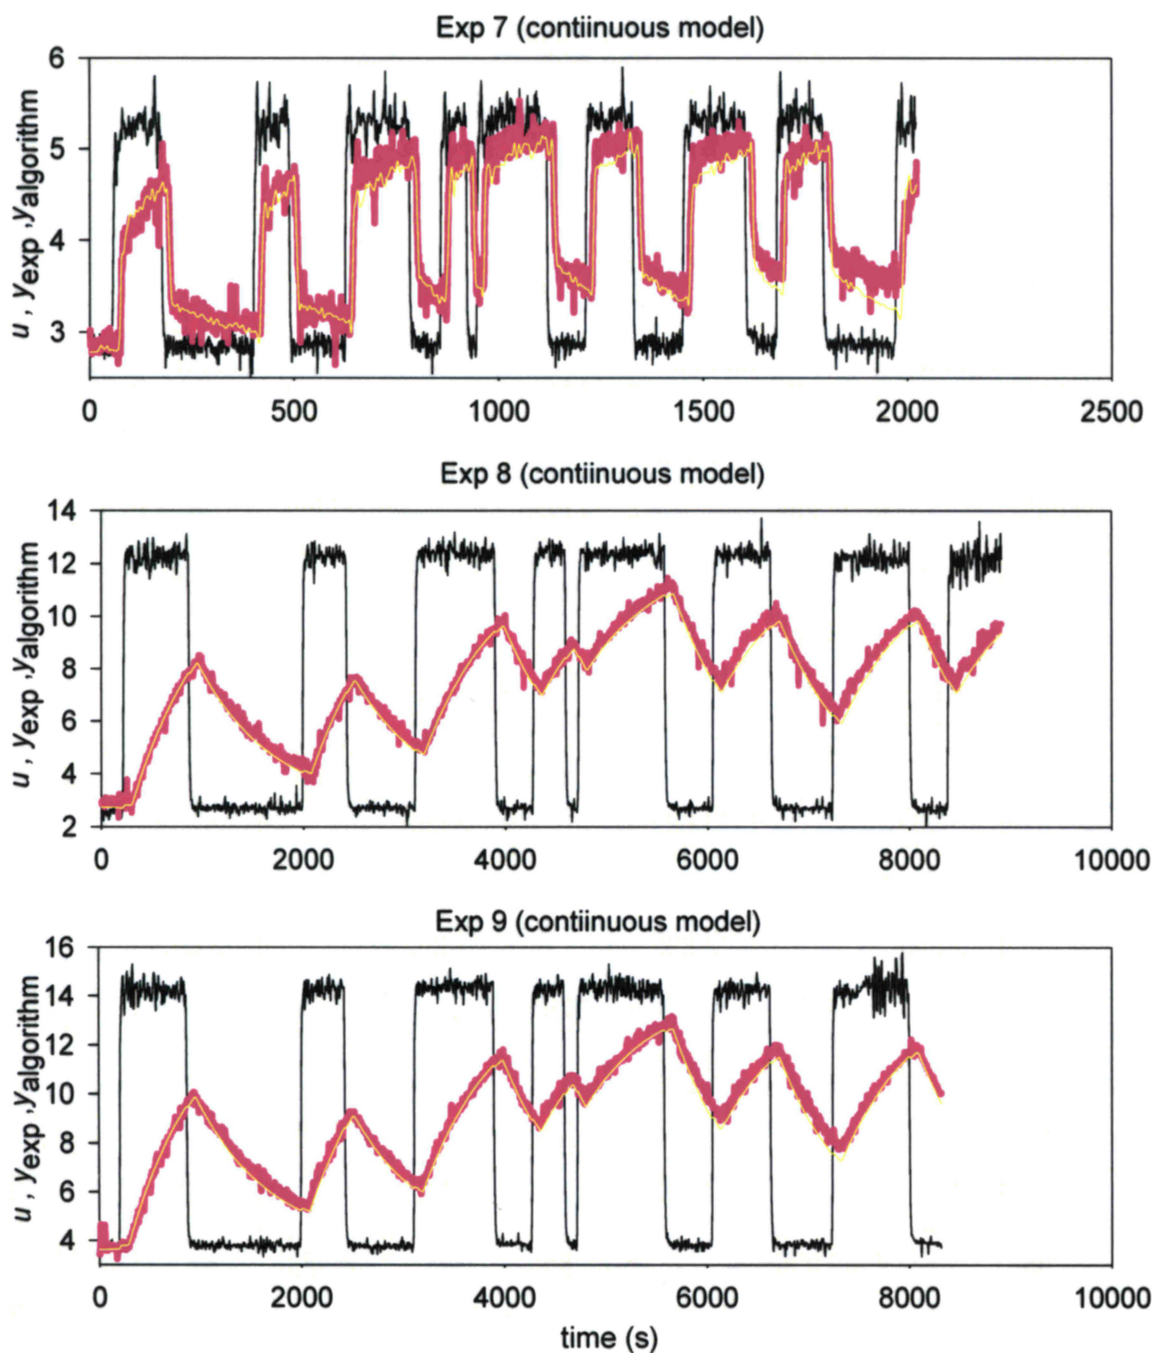 Exp 7 (contiinuous model)
u , yexp ,yalgorithm
6
5
4
3
0 500 1000 1500 2000 2500
Exp 8 (contiinuous model)
u , yexp ,yalgorithm
14
12
10
8
6
4
2
0 2000 4000 6000 8000 10000
Exp 9 (contiinuous model)
u , yexp ,yalgorithm
16
14
12
10
8
6
4
0 2000 4000 6000 8000 10000
time (s)